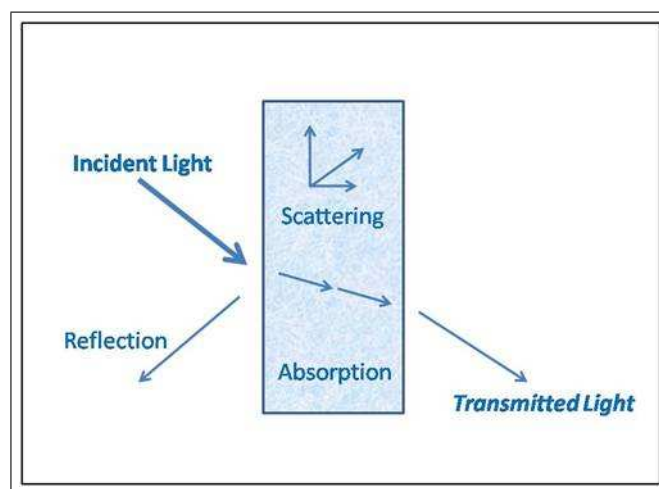 Incident Light
Scattering
Reflection
Absorption
Transmitted Light